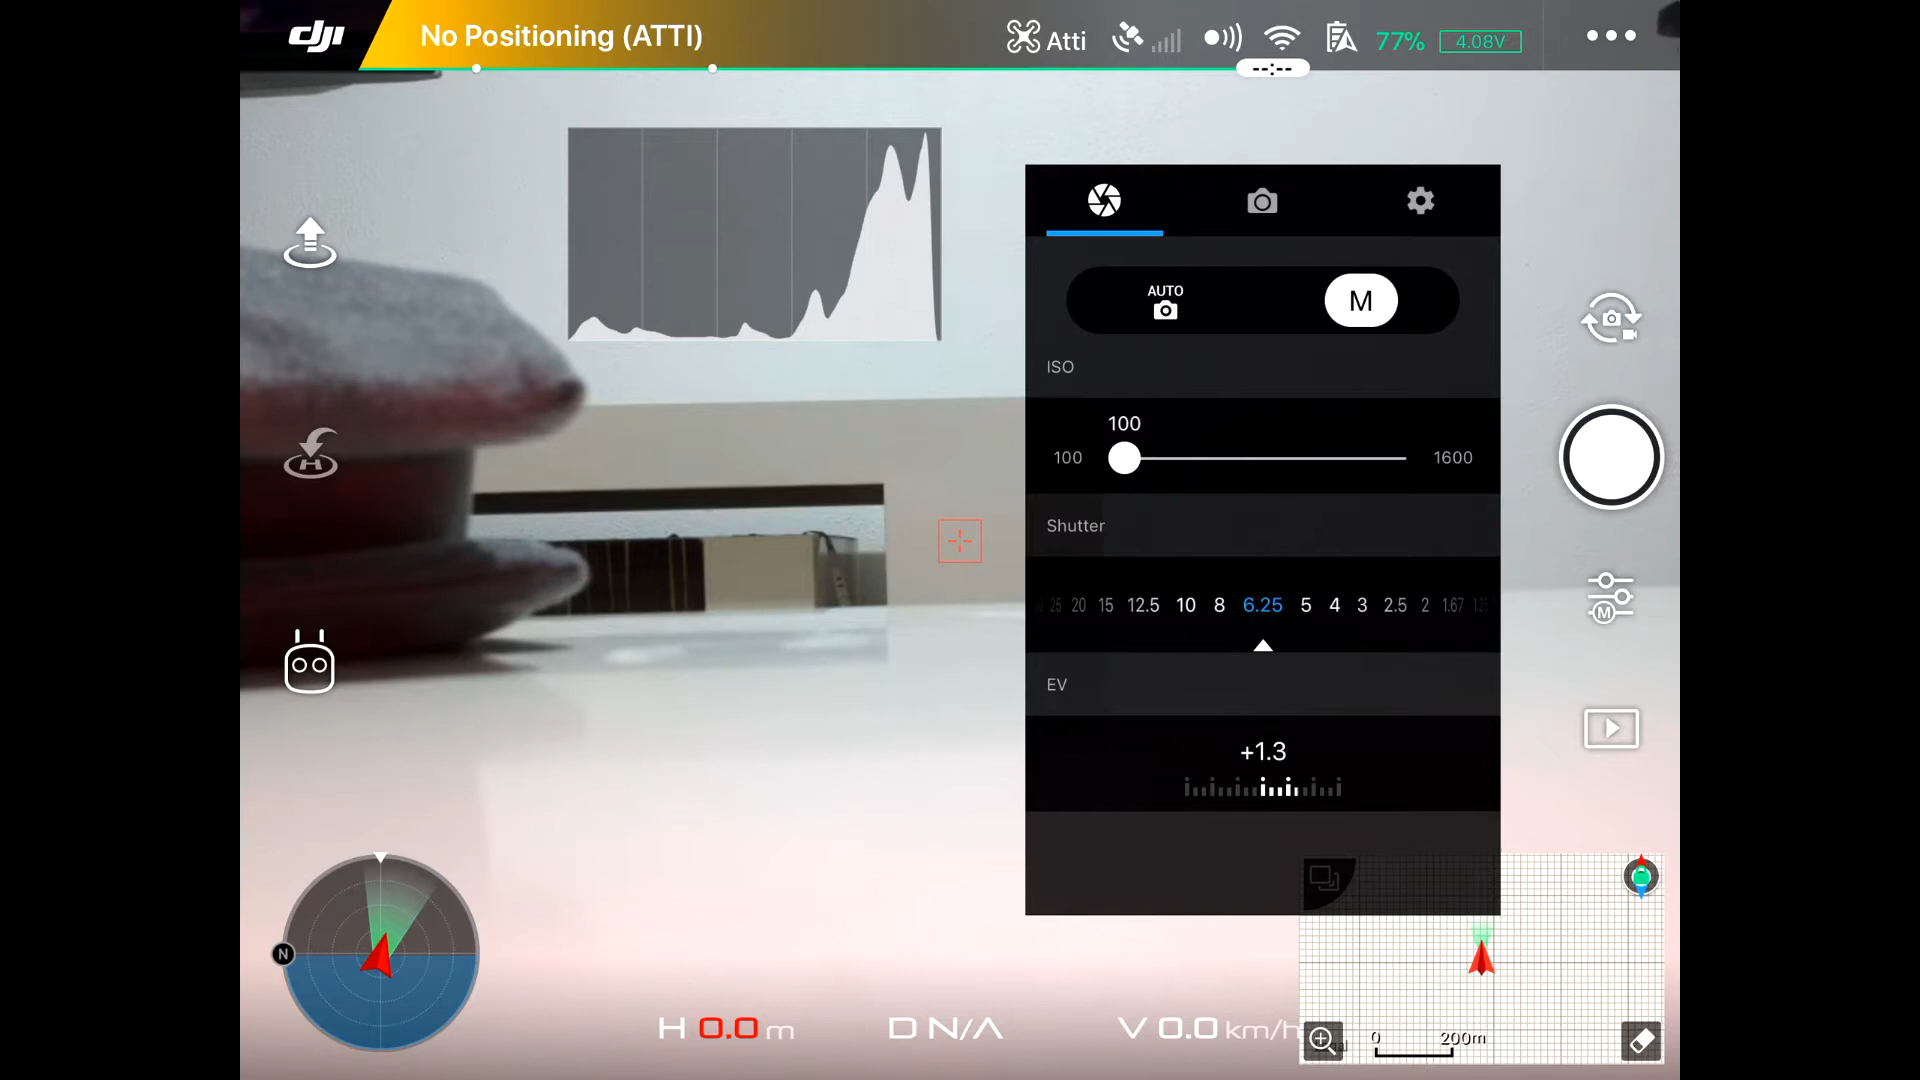 dji No Positioning (ATTI) Atti 77% 4.08V
--:--
AUTO M
ISO
100
100 1600
Shutter
25 20 15 12.5 10 8 6.25 5 4 3 2.5 2 1.67
EV
+1.3
M
N
H 0.0 m D N/A V 0.0 km/h
0 200m